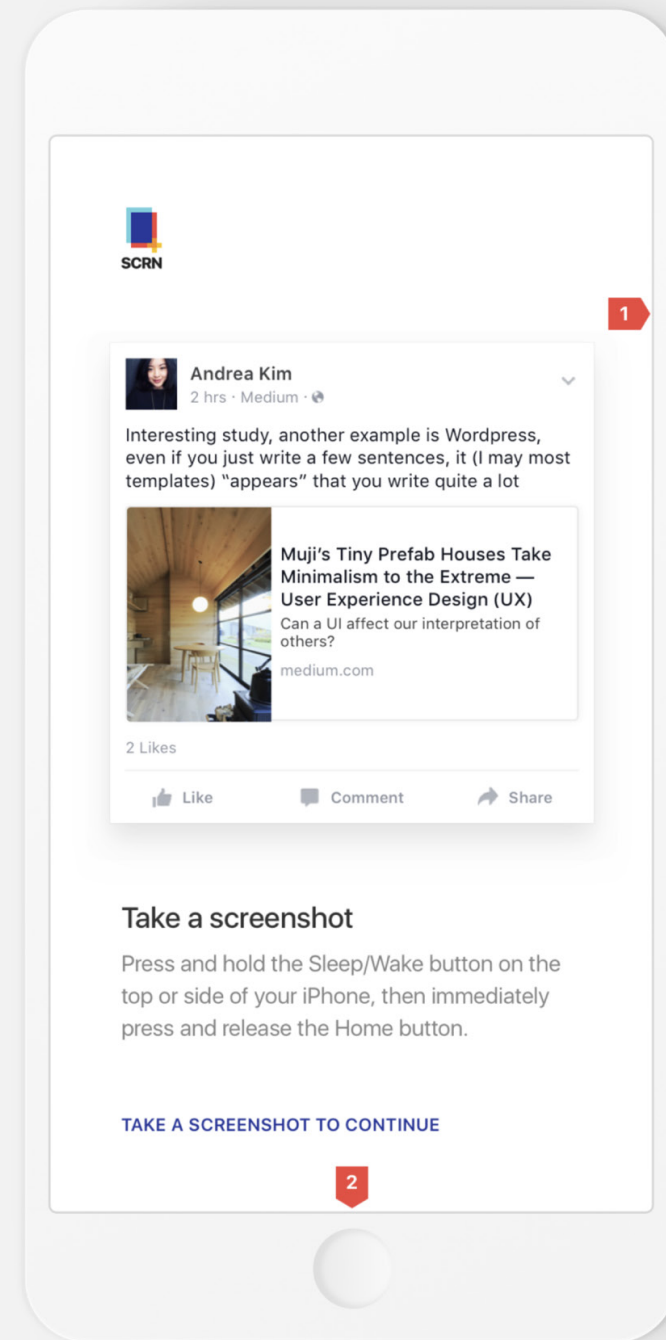 SCRN
1
Andrea Kim
2 hrs · Medium ·
Interesting study, another example is Wordpress,
even if you just write a few sentences, it (I may most
templates) “appears” that you write quite a lot
Muji’s Tiny Prefab Houses Take
Minimalism to the Extreme —
User Experience Design (UX)
Can a UI affect our interpretation of
others?
medium.com
2 Likes
Like Comment Share
Take a screenshot
Press and hold the Sleep/Wake button on the
top or side of your iPhone, then immediately
press and release the Home button.
TAKE A SCREENSHOT TO CONTINUE
2